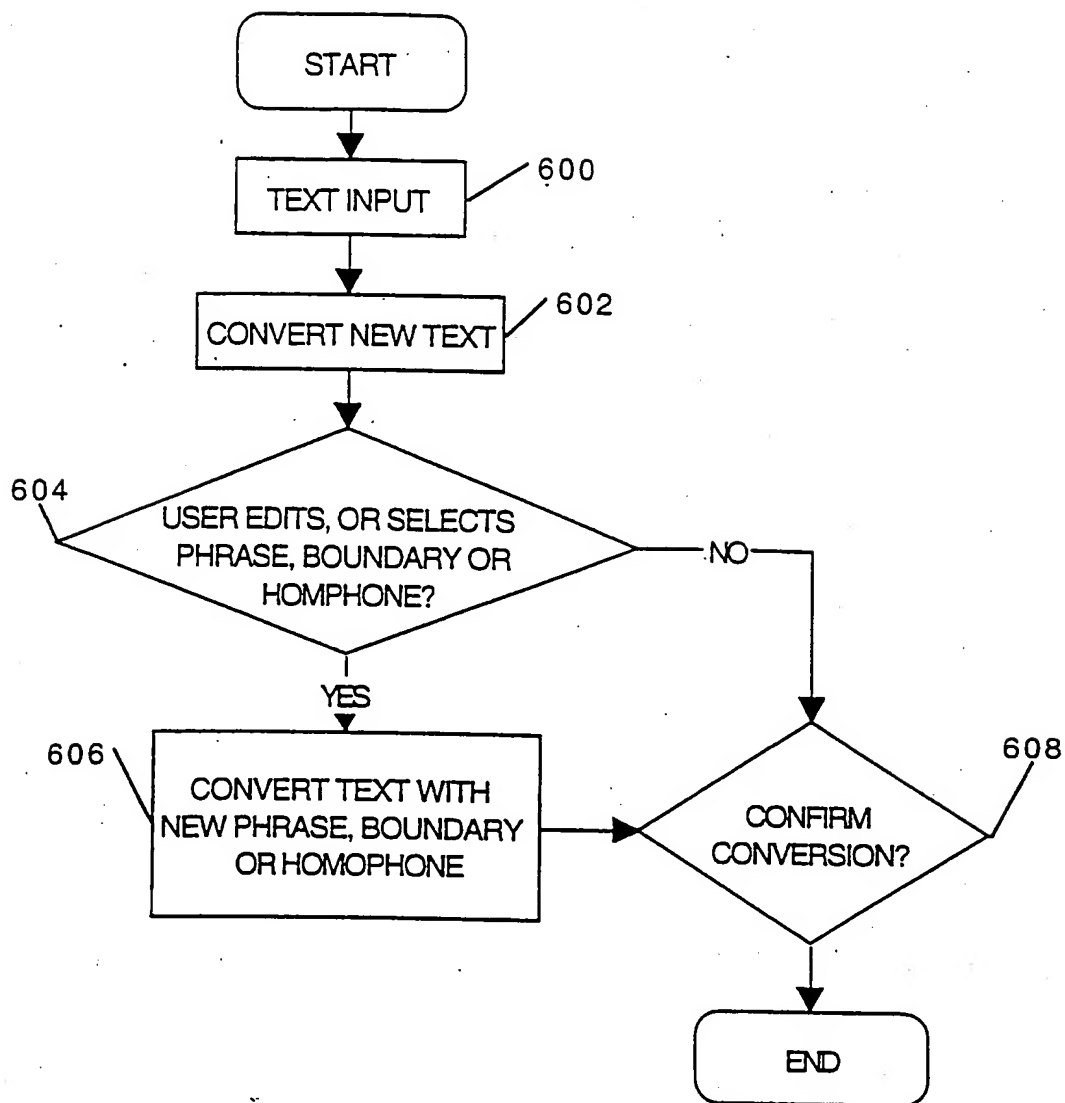 START
600
TEXT INPUT
602
CONVERT NEW TEXT
604
USER EDITS, OR SELECTS
PHRASE, BOUNDARY OR
HOMPHONE?
NO
YES
606
CONVERT TEXT WITH
NEW PHRASE, BOUNDARY
OR HOMOPHONE
608
CONFIRM
CONVERSION?
END